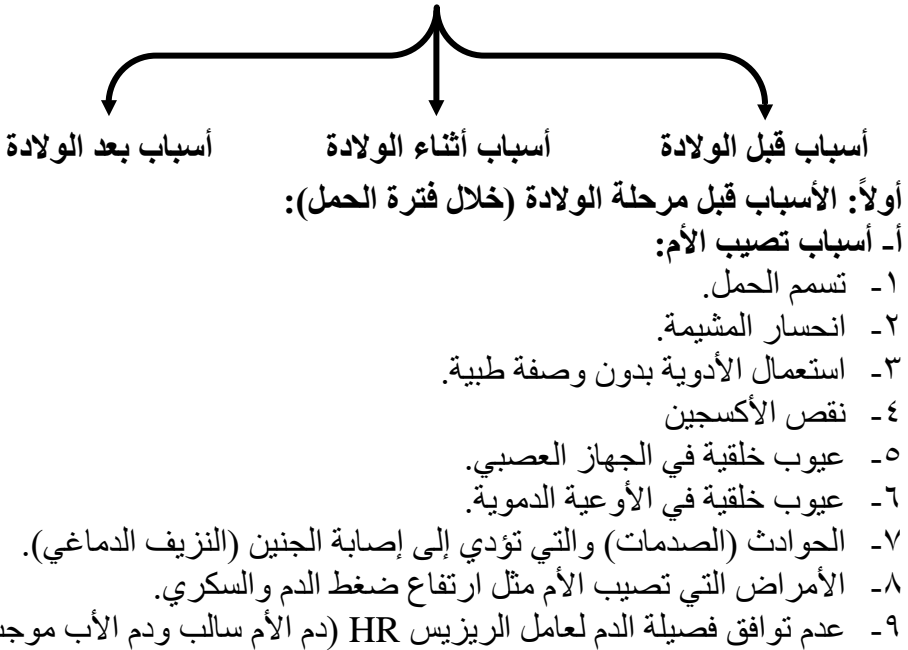 أسباب قبل الولادة أسباب أثناء الولادة أسباب بعد الولادة
أولاً: الأسباب قبل مرحلة الولادة (خلال فترة الحمل):
أ- أسباب تصيب الأم:
١- تسمم الحمل.
٢- انحسار المشيمة.
٣- استعمال الأدوية بدون وصفة طبية.
٤- نقص الأكسجين
٥- عيوب خلقية في الجهاز العصبي.
٦- عيوب خلقية في الأوعية الدموية.
٧- الحوادث (الصدمات) والتي تؤدي إلى إصابة الجنين (النزيف الدماغي).
٨- الأمراض التي تصيب الأم مثل ارتفاع ضغط الدم والسكري.
٩- عدم توافق فصيلة الدم لعامل الريزيس HR (دم الأم سالب ودم الأب